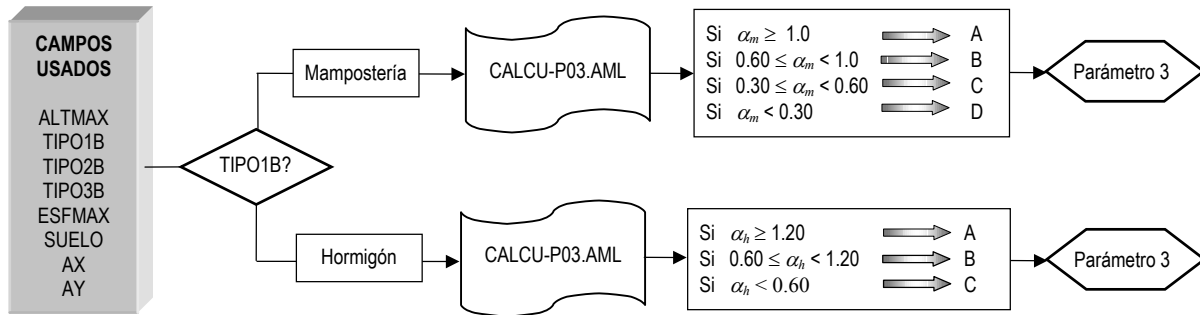 CAMPOS
USADOS
ALTMAX
TIPO1B
TIPO2B
TIPO3B
ESFMAX
SUELO
AX
AY
TIPO1B?
Mampostería
CALCU-P03.AML
Si αm ≥ 1.0 A
Si 0.60 ≤ αm < 1.0 B
Si 0.30 ≤ αm < 0.60 C
Si αm < 0.30 D
Parámetro 3
Hormigón
CALCU-P03.AML
Si αh ≥ 1.20 A
Si 0.60 ≤ αh < 1.20 B
Si αh < 0.60 C
Parámetro 3